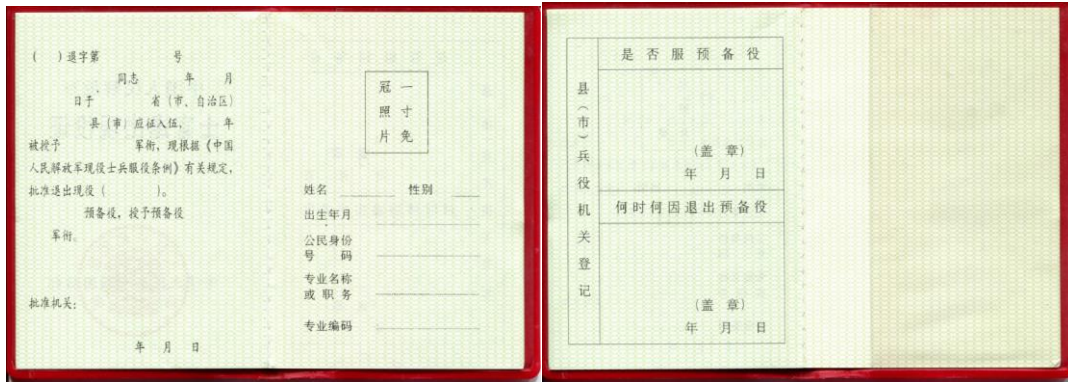 ( )退字第 号
同志 年 月
日于 省(市、自治区)
县(市)应征入伍, 年
被授予 军衔,现根据《中国
人民解放军现役士兵服役条例》有关规定,
批准退出现役( )。
预备役,授予预备役
军衔。
批准机关:
年 月 日
一寸免冠照片
姓名 性别
出生年月
公民身份
号 码
专业名称
或 职 务
专业编码
县(市)兵役机关登记
是否服预备役
(盖 章)
年 月 日
何时何因退出预备役
(盖 章)
年 月 日